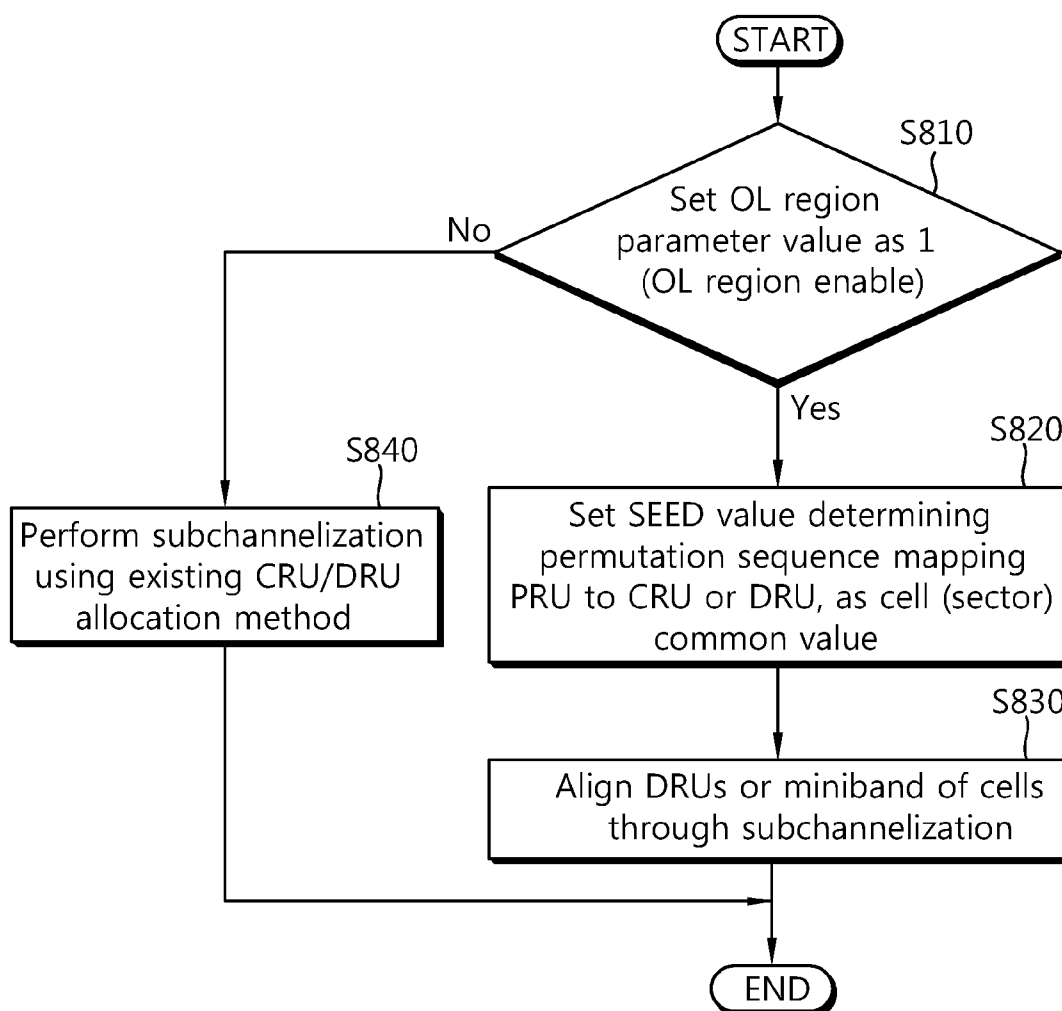 START
S810
Set OL region
parameter value as 1
(OL region enable)
No
Yes
S820
Set SEED value determining
permutation sequence mapping
PRU to CRU or DRU, as cell (sector)
common value
S840
Perform subchannelization
using existing CRU/DRU
allocation method
S830
Align DRUs or miniband of cells
through subchannelization
END